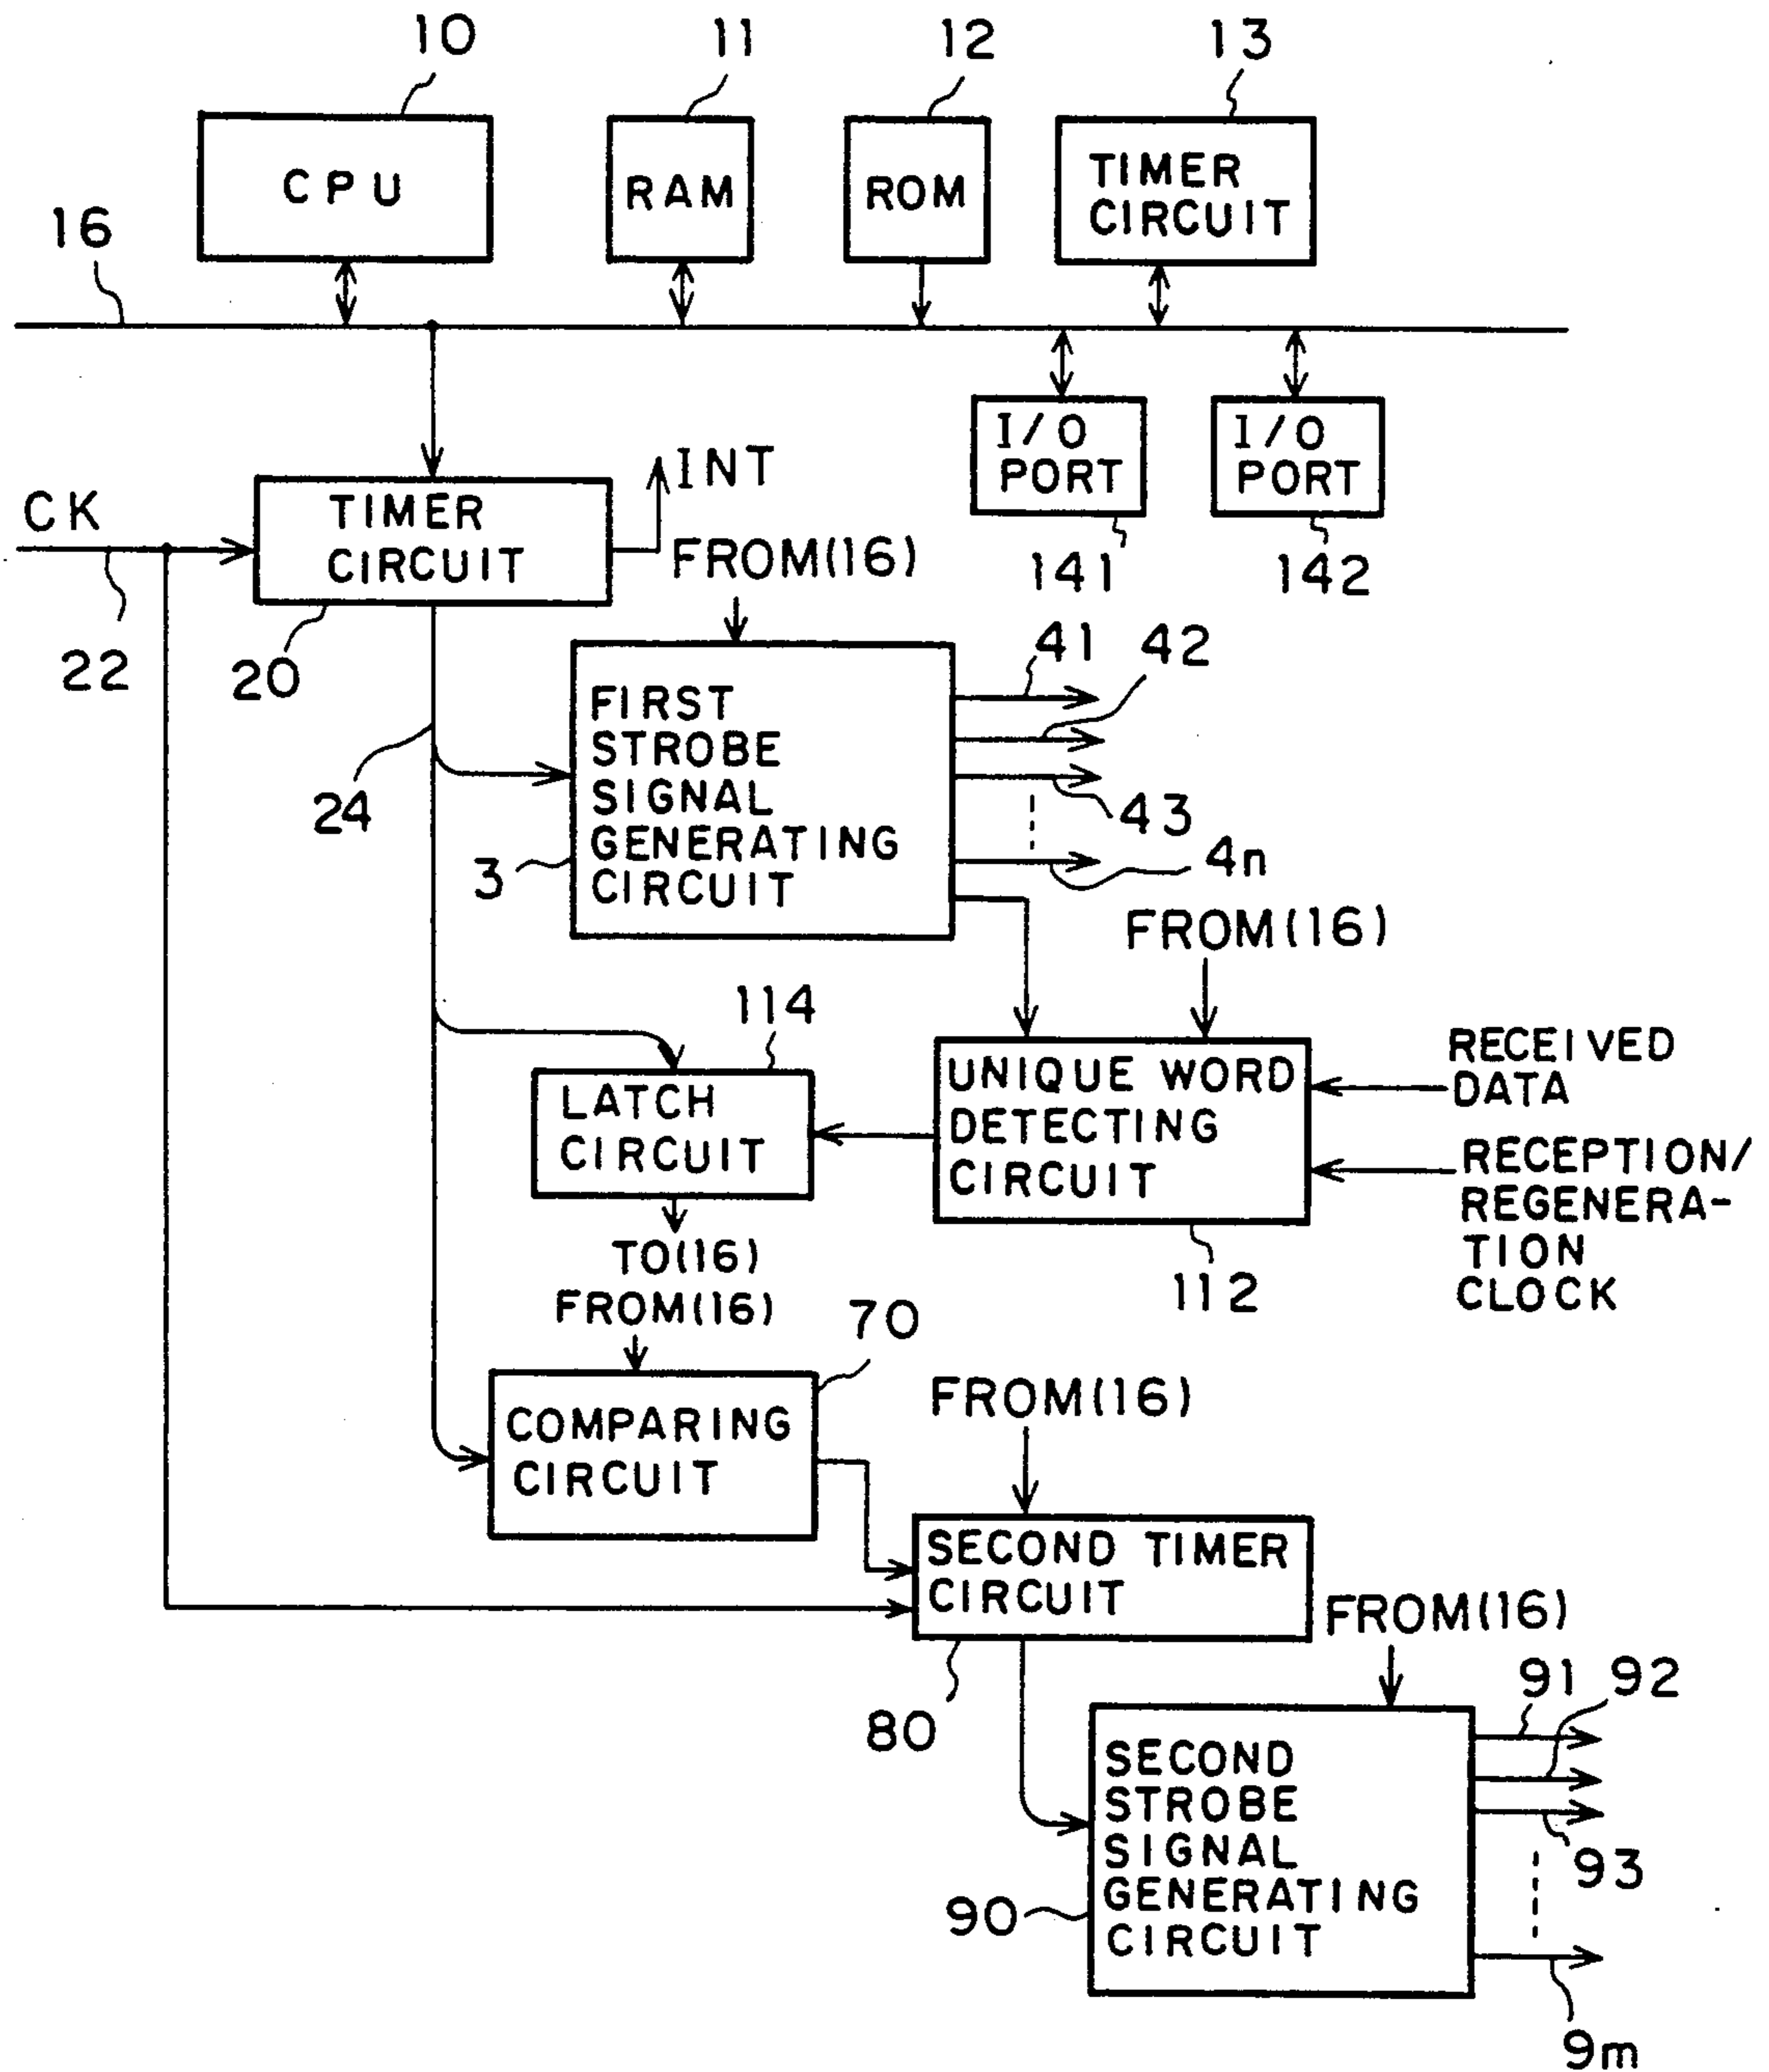 10
11
12
13
CPU
RAM
ROM
TIMER
CIRCUIT
16
I/O
PORT
I/O
PORT
141
142
CK
TIMER
CIRCUIT
INT
FROM(16)
22
20
24
41
42
43
4n
FIRST
STROBE
SIGNAL
GENERATING
CIRCUIT
3
FROM(16)
114
LATCH
CIRCUIT
UNIQUE WORD
DETECTING
CIRCUIT
RECEIVED
DATA
RECEPTION/
REGENERA-
TION
CLOCK
112
TO(16)
FROM(16)
70
COMPARING
CIRCUIT
FROM(16)
SECOND TIMER
CIRCUIT
80
FROM(16)
91
92
93
9m
SECOND
STROBE
SIGNAL
GENERATING
CIRCUIT
90